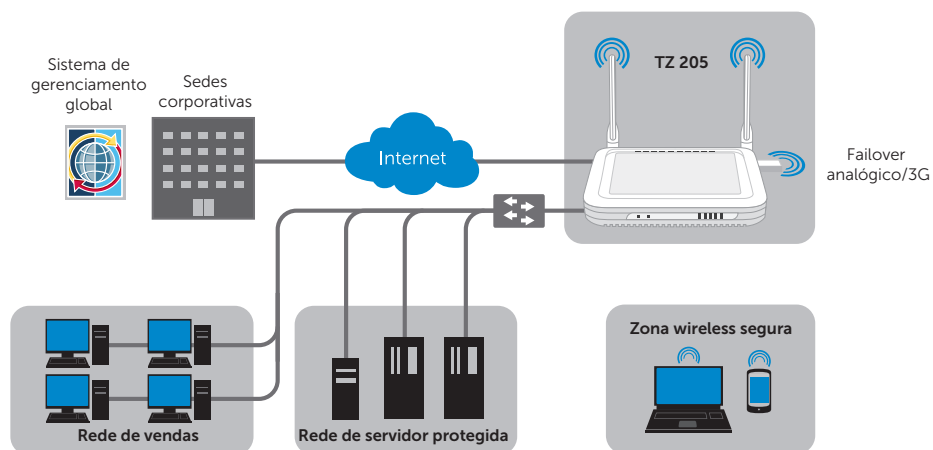 Sistema de
gerenciamento
global
Sedes
corporativas
Internet
TZ 205
Failover
analógico/3G
Rede de vendas
Rede de servidor protegida
Zona wireless segura